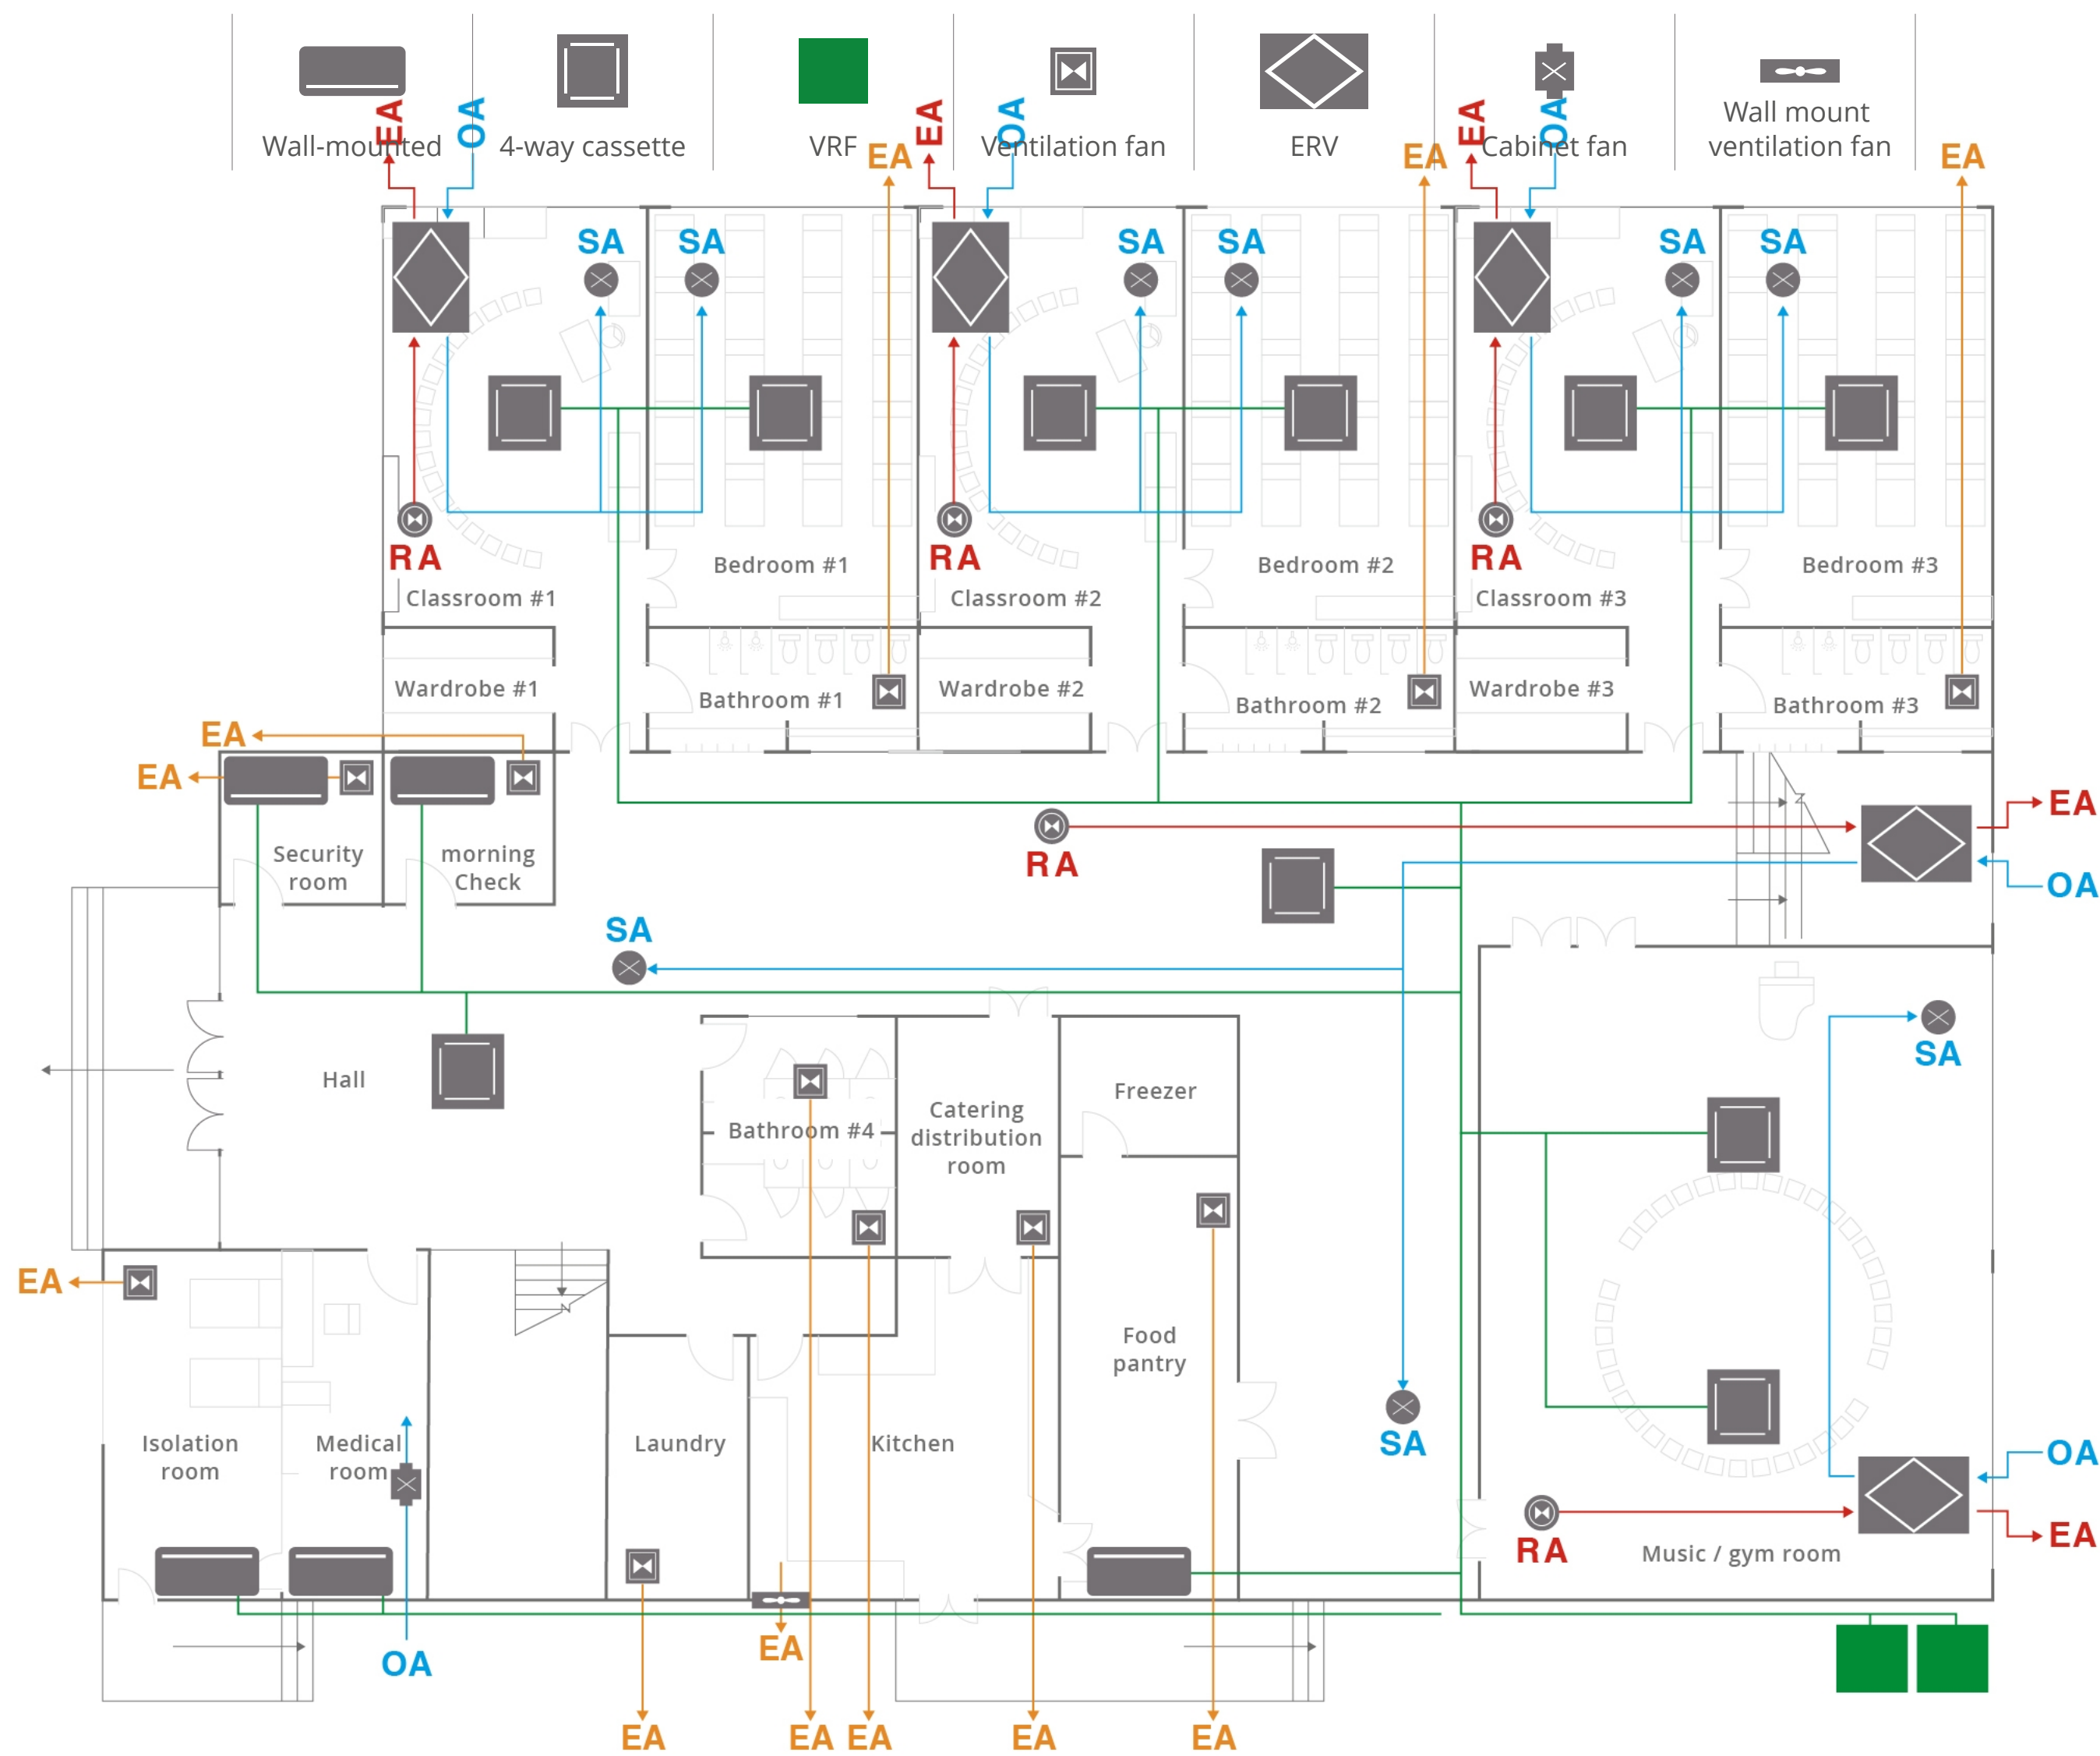 Wall-mounted
4-way cassette
VRF
Ventilation fan
ERV
Cabinet fan
Wall mount
ventilation fan
EA
OA
EA
EA
OA
EA
EA
OA
EA
SA
SA
SA
SA
SA
SA
RA
RA
RA
Bedroom #1
Bedroom #2
Bedroom #3
Classroom #1
Classroom #2
Classroom #3
Wardrobe #1
Bathroom #1
Wardrobe #2
Bathroom #2
Wardrobe #3
Bathroom #3
EA
EA
Security
room
morning
Check
RA
EA
OA
SA
Hall
Bathroom #4
Catering
distribution
room
Freezer
SA
EA
Food
pantry
Isolation
room
Medical
room
Laundry
Kitchen
SA
OA
EA
RA
Music / gym room
OA
EA
EA
EA
EA
EA
EA